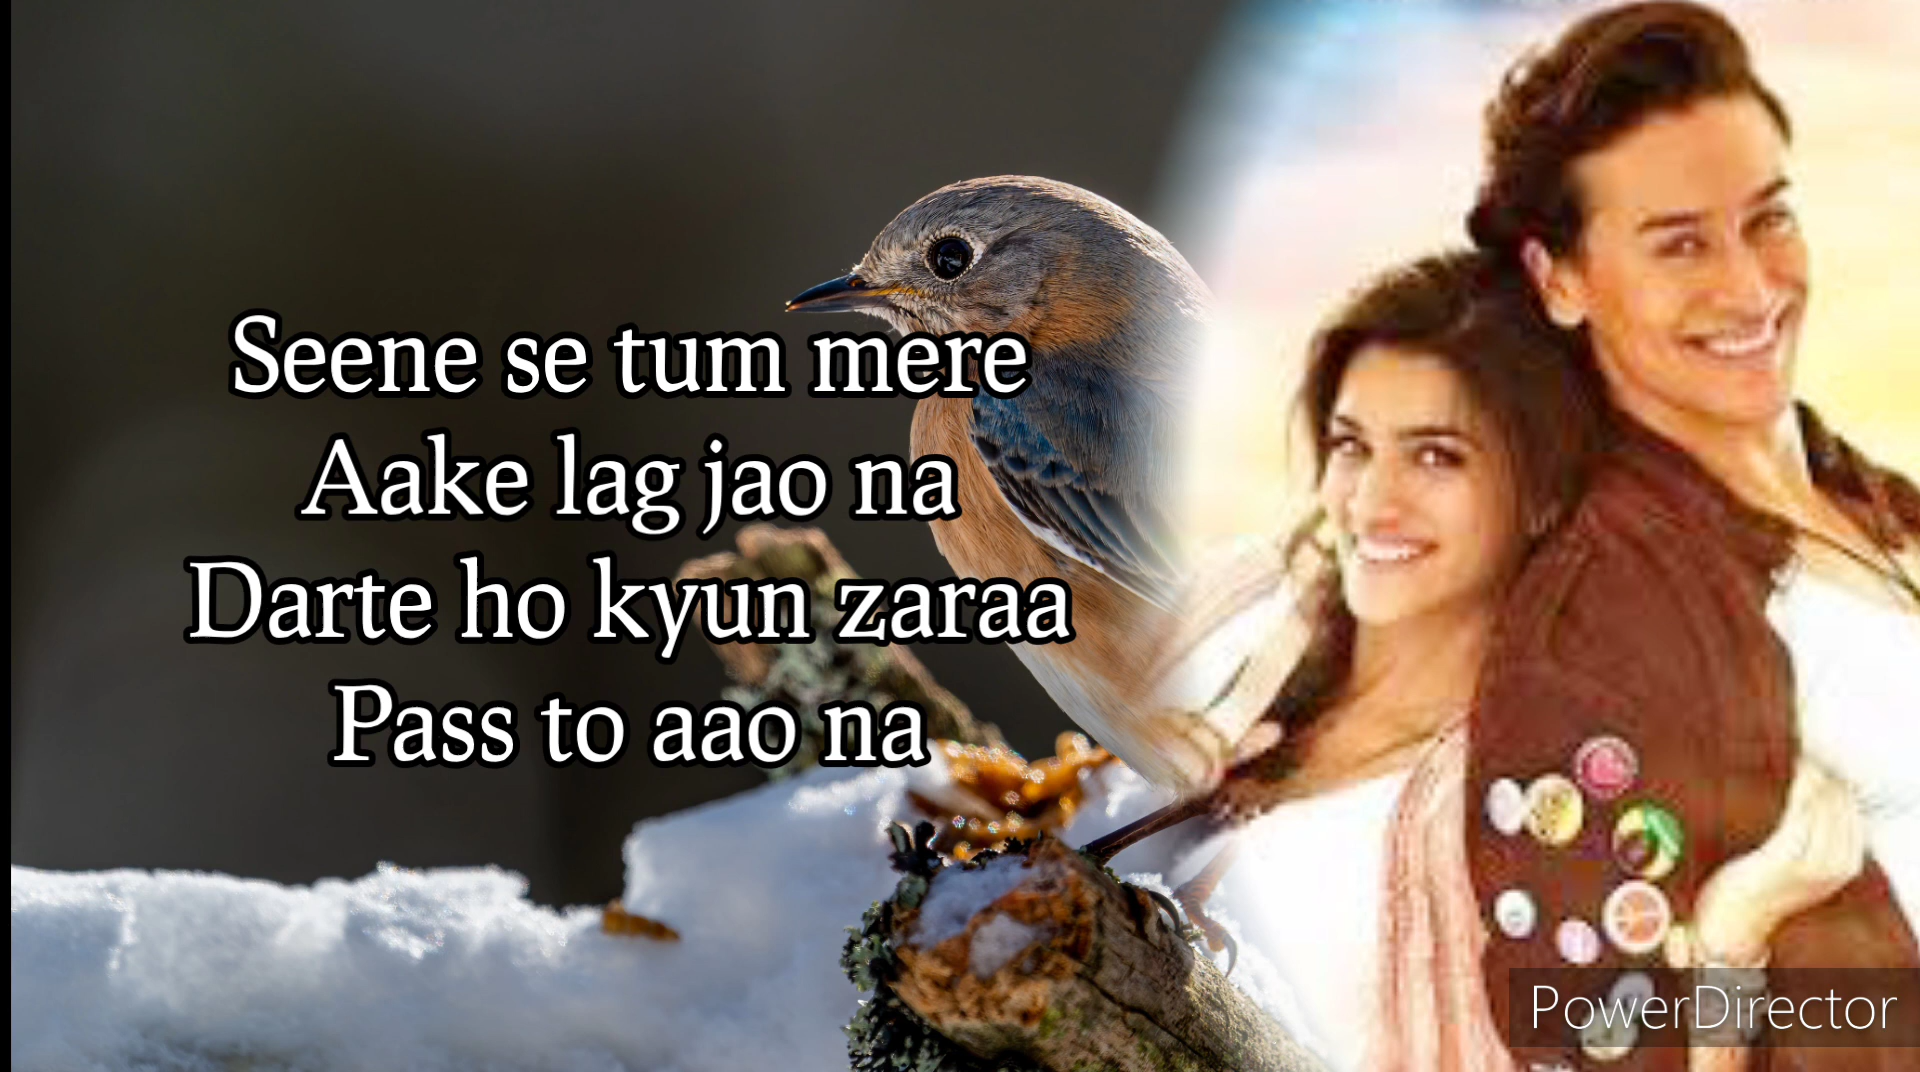 Seene se tum mere
Aake lag jao na
Darte ho kyun zaraa
Pass to aao na
PowerDirector